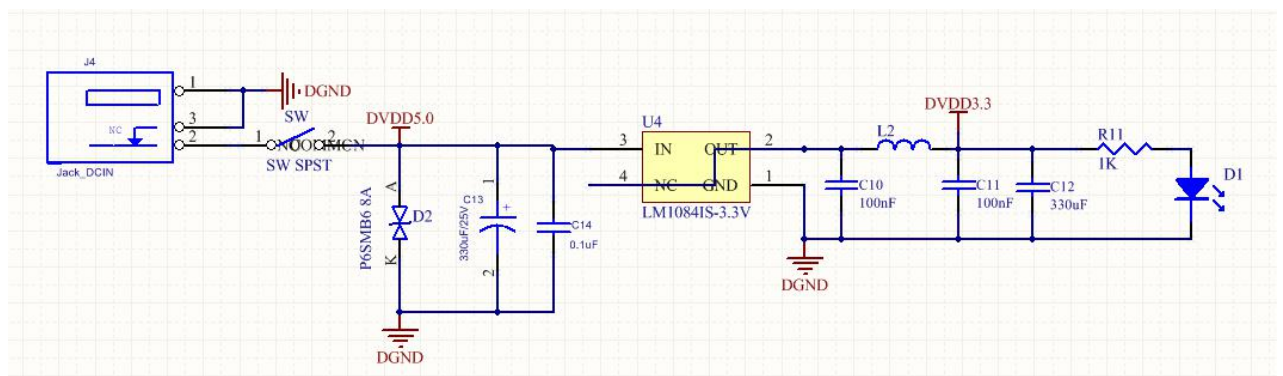 J4
1
DGND
3
NC
2
Jack_DCIN
SW
1
2
SW SPST
DVDD5.0
A
D2
K
P6SMB6 8A
1
C13
+
330uF/25V
2
C14
0.1uF
DGND
U4
3
IN
OUT
2
4
NC
GND
1
LM1084IS-3.3V
C10
100nF
L2
DVDD3.3
C11
100nF
C12
330uF
R11
1K
D1
DGND